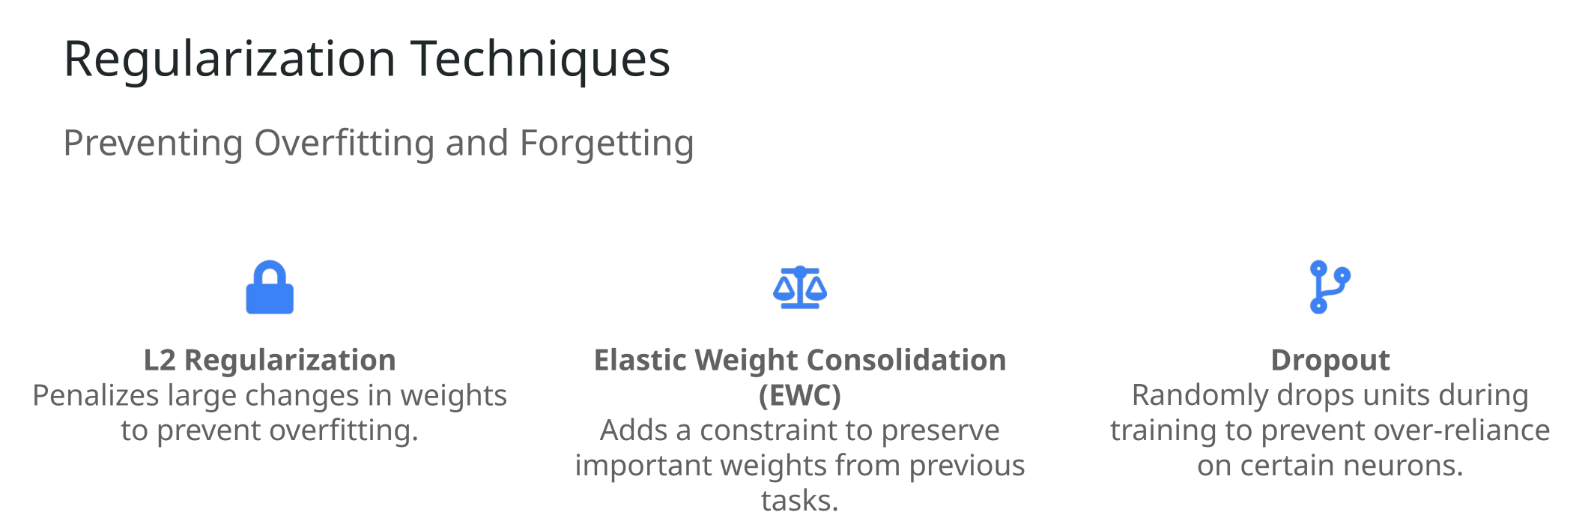 Regularization Techniques
Preventing Overfitting and Forgetting
L2 Regularization
Penalizes large changes in weights
to prevent overfitting.
Elastic Weight Consolidation
(EWC)
Adds a constraint to preserve
important weights from previous
tasks.
Dropout
Randomly drops units during
training to prevent over-reliance
on certain neurons.